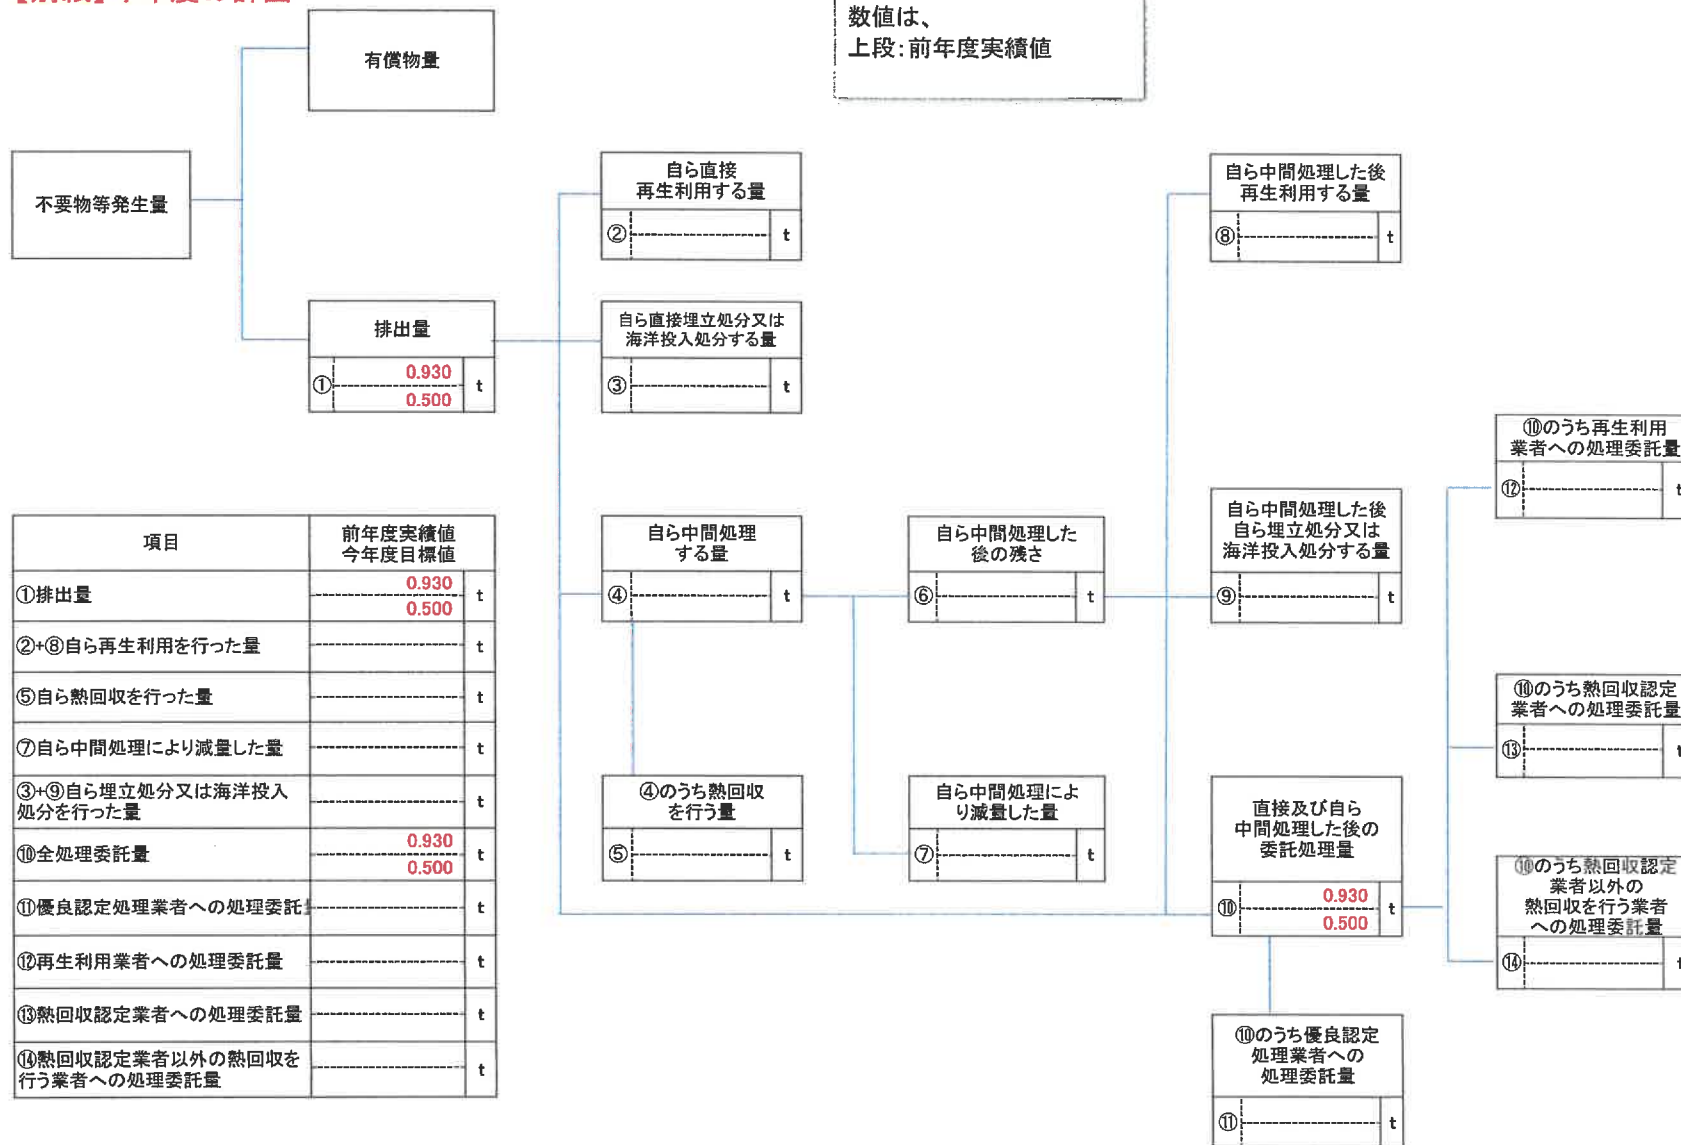 数値は、
上段:前年度実績値
有償物量
不要物等発生量
排出量
① 0.930 t
0.500
自ら直接
再生利用する量
② t
自ら直接埋立処分又は
海洋投入処分する量
③ t
自ら中間処理
する量
④ t
④のうち熱回収
を行う量
⑤ t
自ら中間処理した
後の残さ
⑥ t
自ら中間処理によ
り減量した量
⑦ t
自ら中間処理した後
再生利用する量
⑧ t
自ら中間処理した後
自ら埋立処分又は
海洋投入処分する量
⑨ t
直接及び自ら
中間処理した後の
委託処理量
⑩ 0.930 t
0.500
⑩のうち優良認定
処理業者への
処理委託量
⑪ t
⑩のうち再生利用
業者への処理委託量
⑫ t
⑩のうち熱回収認定
業者への処理委託量
⑬ t
⑩のうち熱回収認定
業者以外の
熱回収を行う業者
への処理委託量
⑭ t
項目 前年度実績値
今年度目標値
①排出量 0.930 t
0.500
②+⑧自ら再生利用を行った量 t
⑤自ら熱回収を行った量 t
⑦自ら中間処理により減量した量 t
③+⑨自ら埋立処分又は海洋投入
処分を行った量 t
⑩全処理委託量 0.930 t
0.500
⑪優良認定処理業者への処理委託 t
⑫再生利用業者への処理委託量 t
⑬熱回収認定業者への処理委託量 t
⑭熱回収認定業者以外の熱回収を
行う業者への処理委託量 t